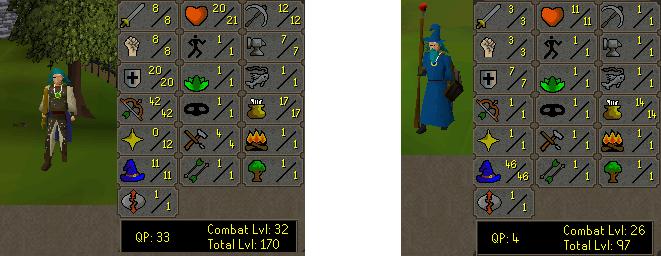 8 8 20 21 12 12
8 8 1 1 7 7
20 20 1 1 1 1
42 42 1 1 17 17
0 12 4 4 1 1
11 11 1 1 1 1
1 1
QP: 33
Combat Lvl: 32
Total Lvl: 170
3 3 11 11 1 1
3 3 1 1 1 1
7 7 1 1 1 1
1 1 1 1 14 14
1 1 1 1 1 1
46 46 1 1 1 1
1 1
QP: 4
Combat Lvl: 26
Total Lvl: 97